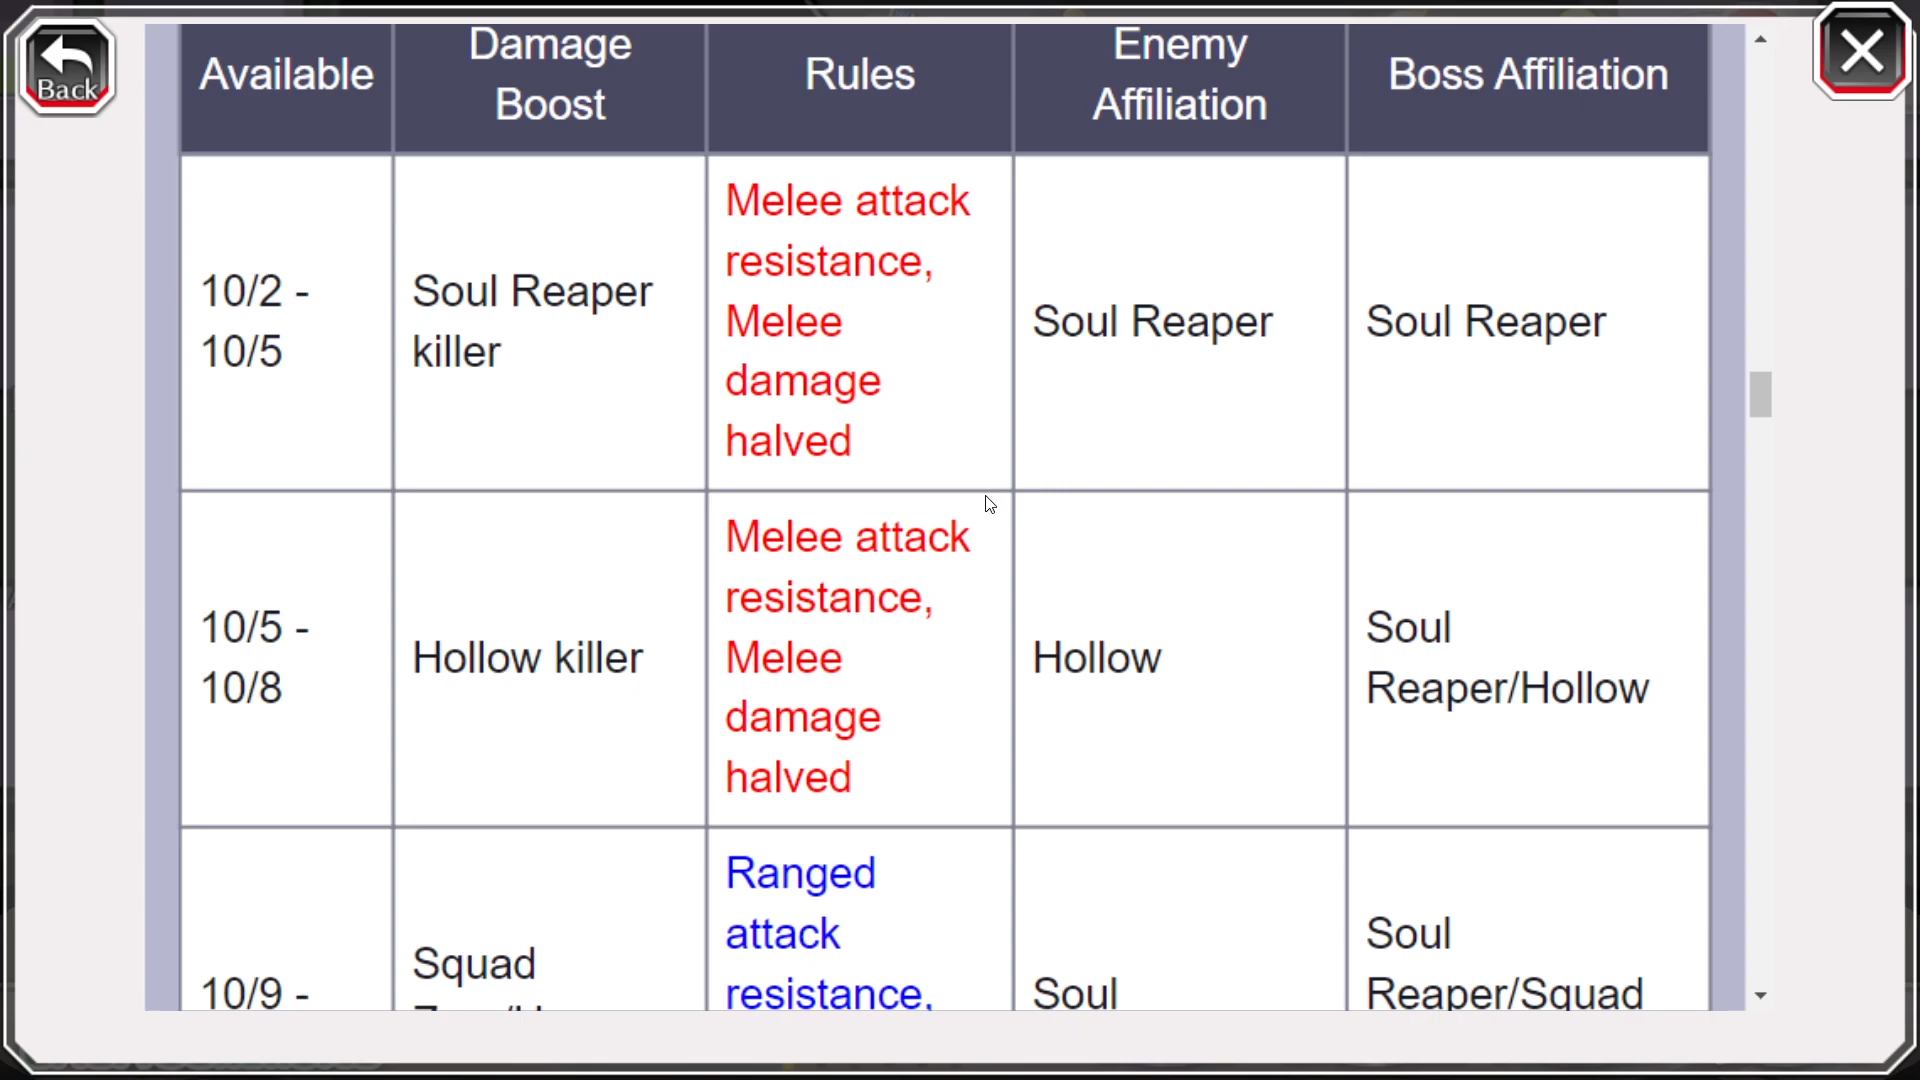 Back
Available
Damage
Boost
Rules
Enemy
Affiliation
Boss Affiliation
10/2 -
10/5
Soul Reaper
killer
Melee attack
resistance,
Melee
damage
halved
Soul Reaper
Soul Reaper
10/5 -
10/8
Hollow killer
Melee attack
resistance,
Melee
damage
halved
Hollow
Soul
Reaper/Hollow
10/9 -
Squad
Ranged
attack
resistance,
Soul
Soul
Reaper/Squad